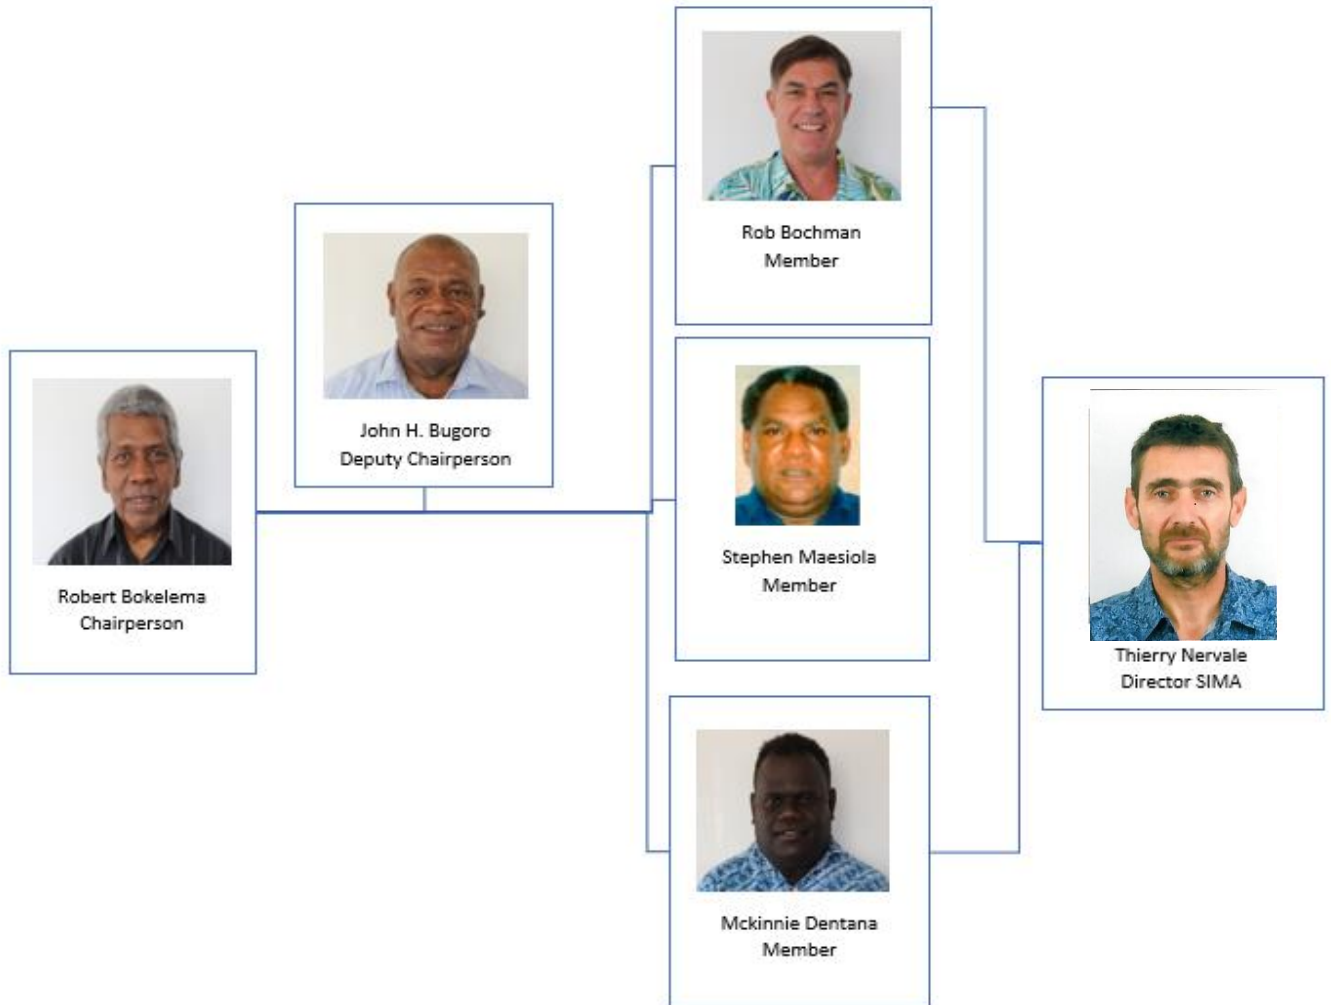 Rob Bochman
Member
John H. Bugoro
Deputy Chairperson
Robert Bokelema
Chairperson
Stephen Maesiola
Member
Thierry Nervale
Director SIMA
Mckinnie Dentana
Member